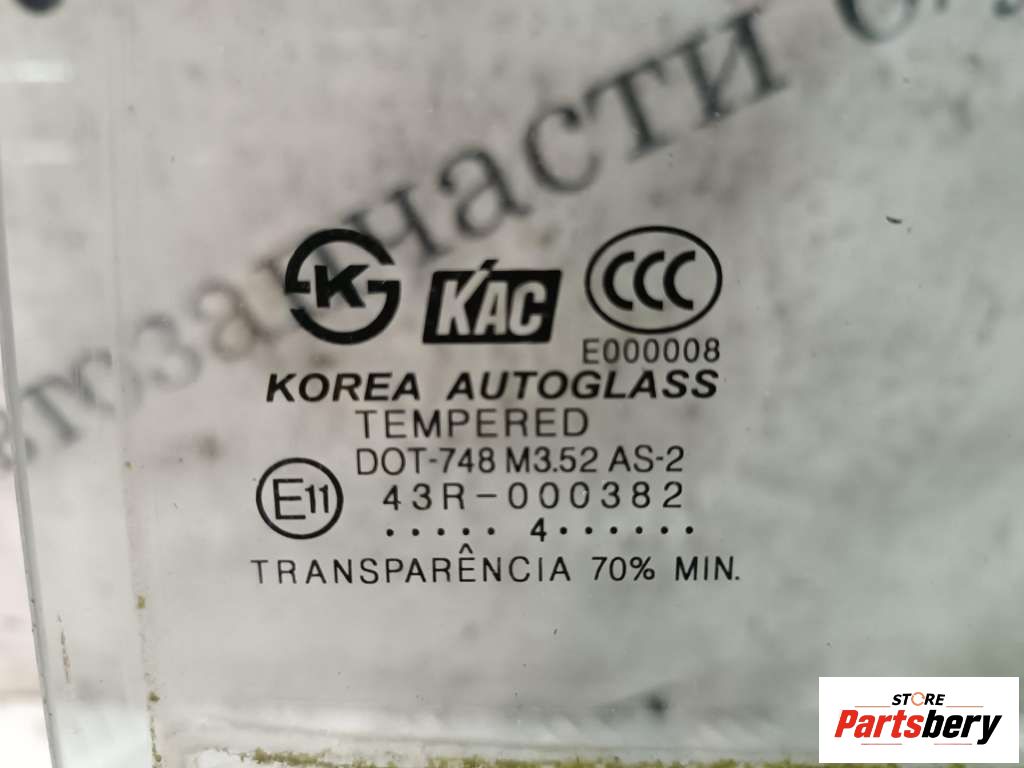 автозапчасти
K
KAC
CCC
E000008
KOREA AUTOGLASS
TEMPERED
DOT-748 M3.52 AS-2
E11
43R-000382
····· 4 ······
TRANSPARÊNCIA 70% MIN.
STORE
Partsbery